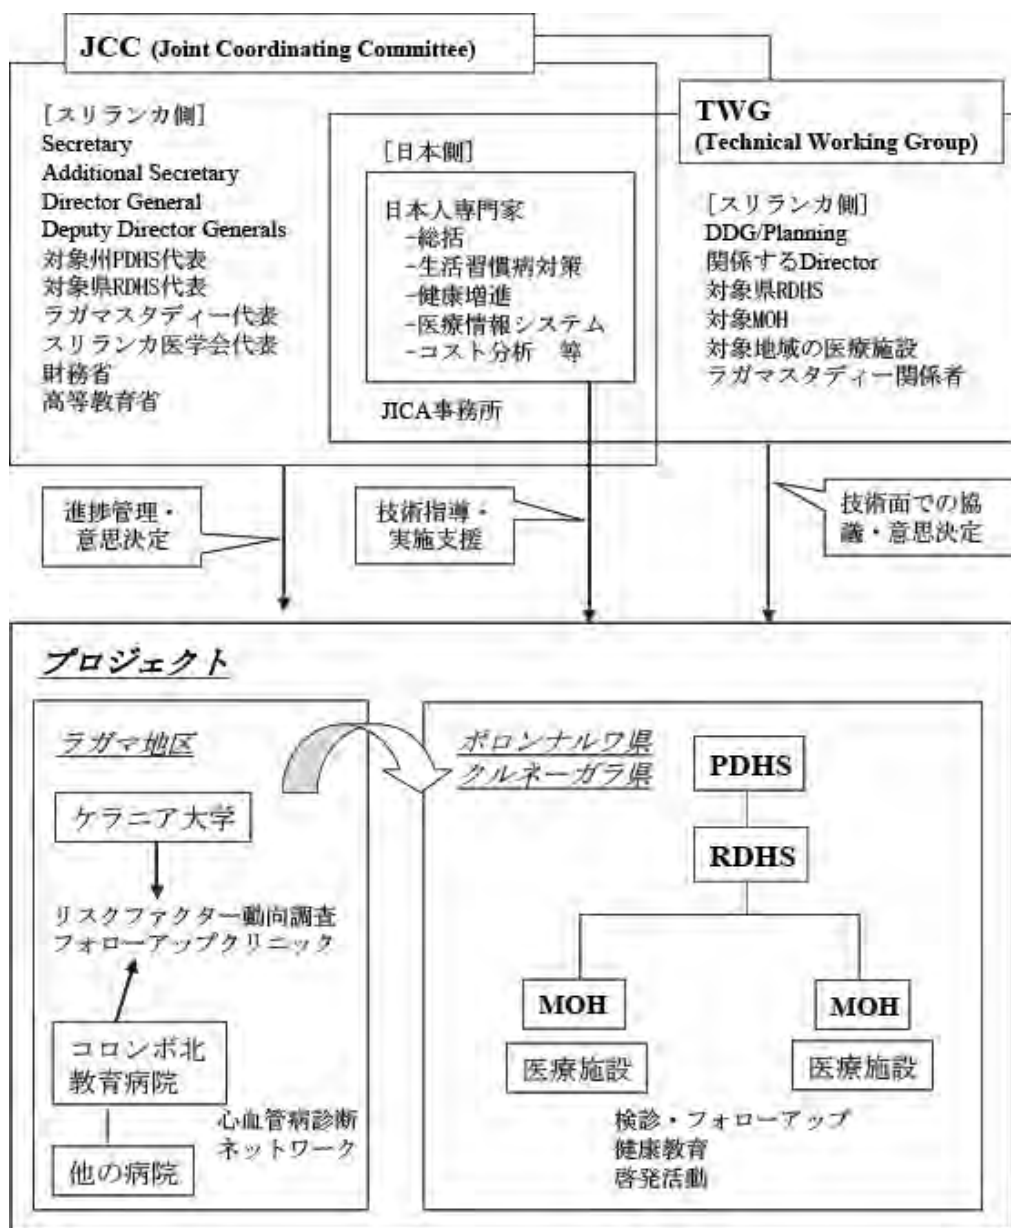 JCC (Joint Coordinating Committee)
[スリランカ側]
Secretary
Additional Secretary
Director General
Deputy Director Generals
対象州PDHS代表
対象県RDHS代表
ラガマスタディー代表
スリランカ医学会代表
財務省
高等教育省
[日本側]
日本人専門家
-総括
-生活習慣病対策
-健康増進
-医療情報システム
-コスト分析 等
JICA事務所
TWG
(Technical Working Group)
[スリランカ側]
DDG/Planning
関係するDirector
対象県RDHS
対象MOH
対象地域の医療施設
ラガマスタディー関係者
進捗管理・
意思決定
技術指導・
実施支援
技術面での協
議・意思決定
プロジェクト
ラガマ地区
ケラニア大学
リスクファクター動向調査
フォローアップクリニック
コロンボ北
教育病院
心血管病診断
ネットワーク
他の病院
ポロンナルワ県
クルネーガラ県
PDHS
RDHS
MOH
MOH
医療施設
医療施設
検診・フォローアップ
健康教育
啓発活動